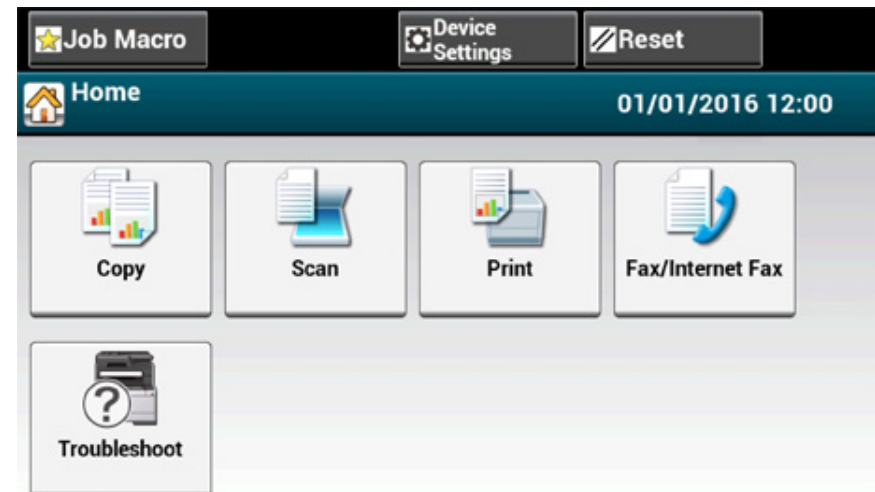 Job Macro
Device
Settings
Reset
Home
01/01/2016 12:00
Copy
Scan
Print
Fax/Internet Fax
Troubleshoot